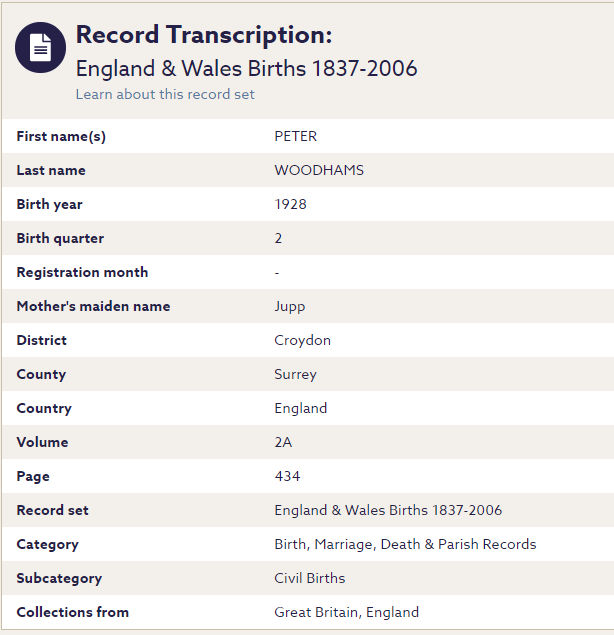 Record Transcription:
England & Wales Births 1837-2006
Learn about this record set
First name(s) PETER
Last name WOODHAMS
Birth year 1928
Birth quarter 2
Registration month -
Mother's maiden name Jupp
District Croydon
County Surrey
Country England
Volume 2A
Page 434
Record set England & Wales Births 1837-2006
Category Birth, Marriage, Death & Parish Records
Subcategory Civil Births
Collections from Great Britain, England